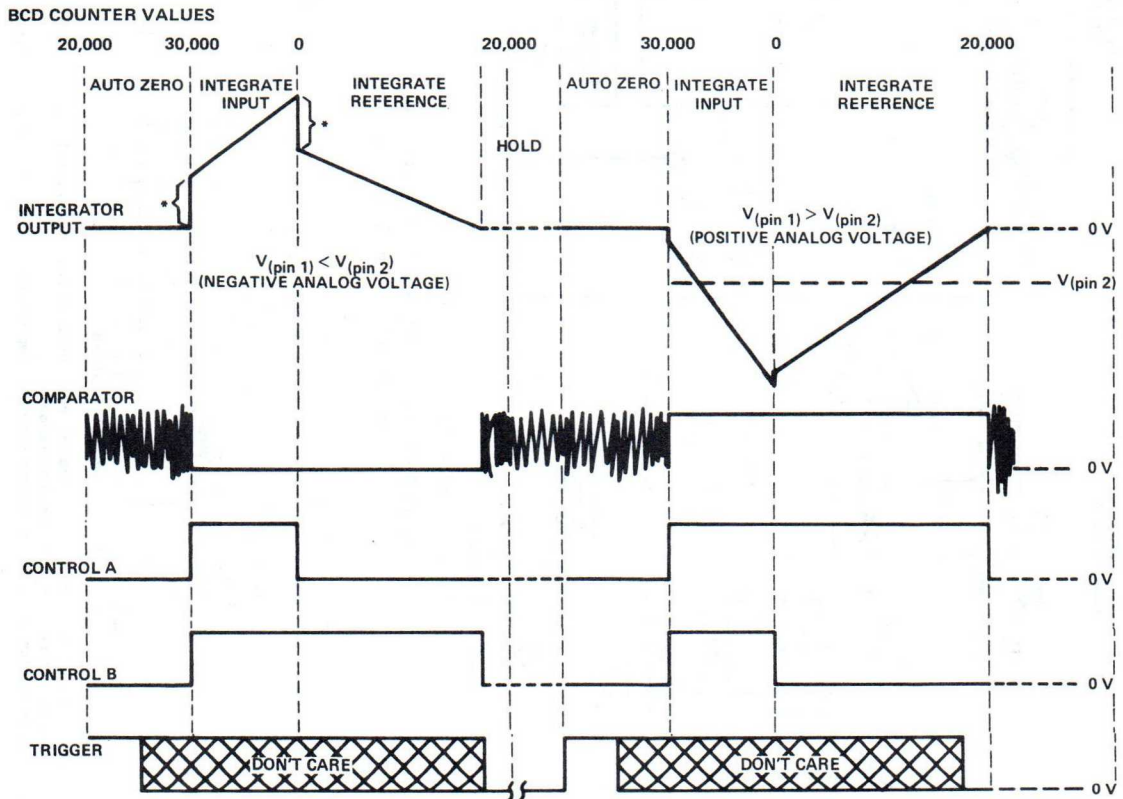 BCD COUNTER VALUES
20,000 30,000 0 20,000 30,000 0 20,000
AUTO ZERO INTEGRATE INPUT INTEGRATE REFERENCE AUTO ZERO INTEGRATE INPUT INTEGRATE REFERENCE
*
HOLD
*
INTEGRATOR
OUTPUT
V(pin 1) > V(pin 2)
(POSITIVE ANALOG VOLTAGE)
0 V
V(pin 1) < V(pin 2)
(NEGATIVE ANALOG VOLTAGE)
V(pin 2)
COMPARATOR
0 V
CONTROL A
0 V
CONTROL B
0 V
TRIGGER
DON'T CARE DON'T CARE
0 V